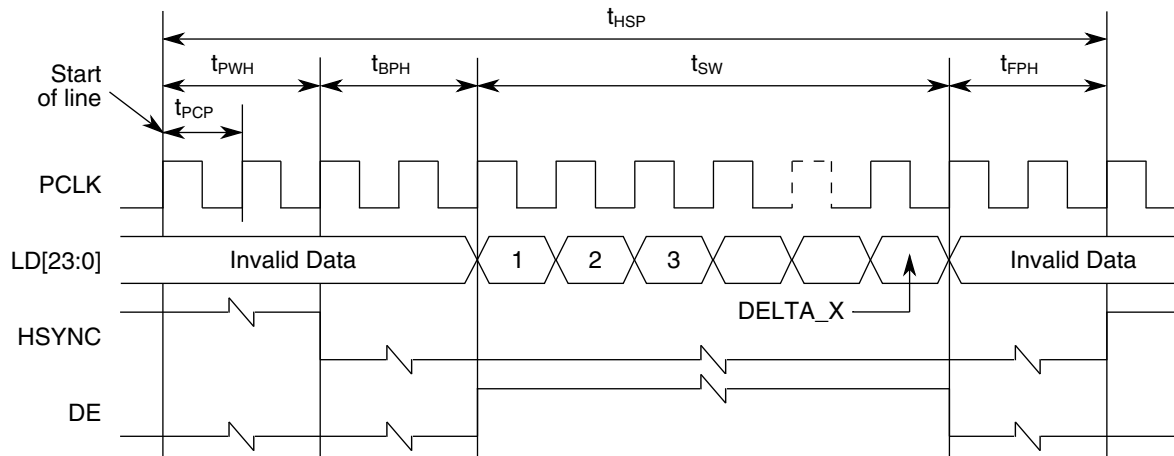 tHSP
tPWH
tBPH
tSW
tFPH
Start
of line
tPCP
PCLK
LD[23:0]
Invalid Data
1
2
3
Invalid Data
DELTA_X
HSYNC
DE